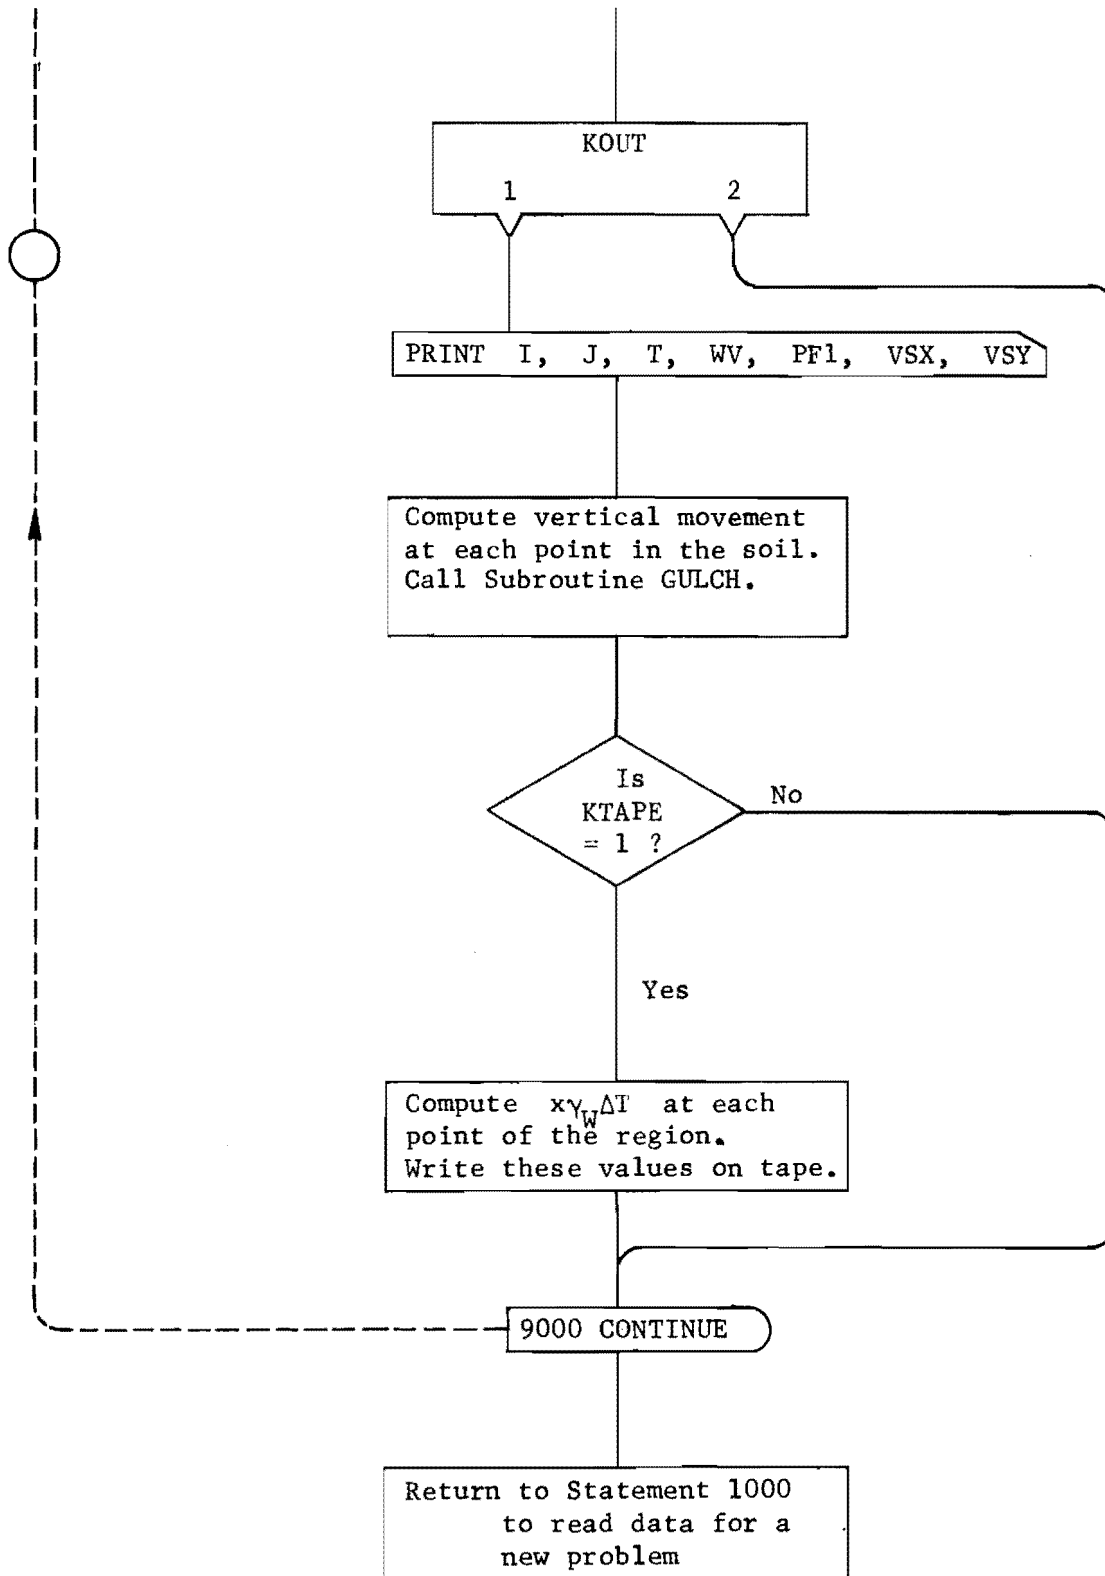 KOUT
1 2
PRINT I, J, T, WV, PF1, VSX, VSY
Compute vertical movement
at each point in the soil.
Call Subroutine GULCH.
Is
KTAPE
= 1 ?
No
Yes
Compute xγ_WΔT at each
point of the region.
Write these values on tape.
9000 CONTINUE
Return to Statement 1000
to read data for a
new problem